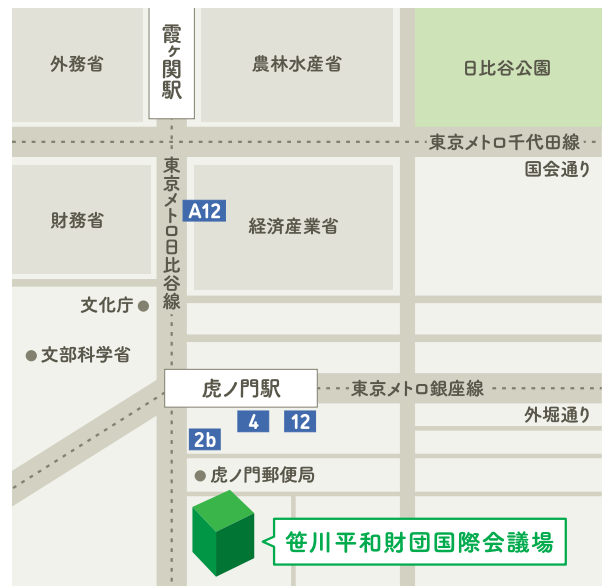 霞ヶ関駅
外務省
農林水産省
日比谷公園
東京メトロ千代田線
国会通り
東京メトロ日比谷線
A12
財務省
経済産業省
文化庁
文部科学省
虎ノ門駅
東京メトロ銀座線
外堀通り
4
12
2b
虎ノ門郵便局
笹川平和財団国際会議場